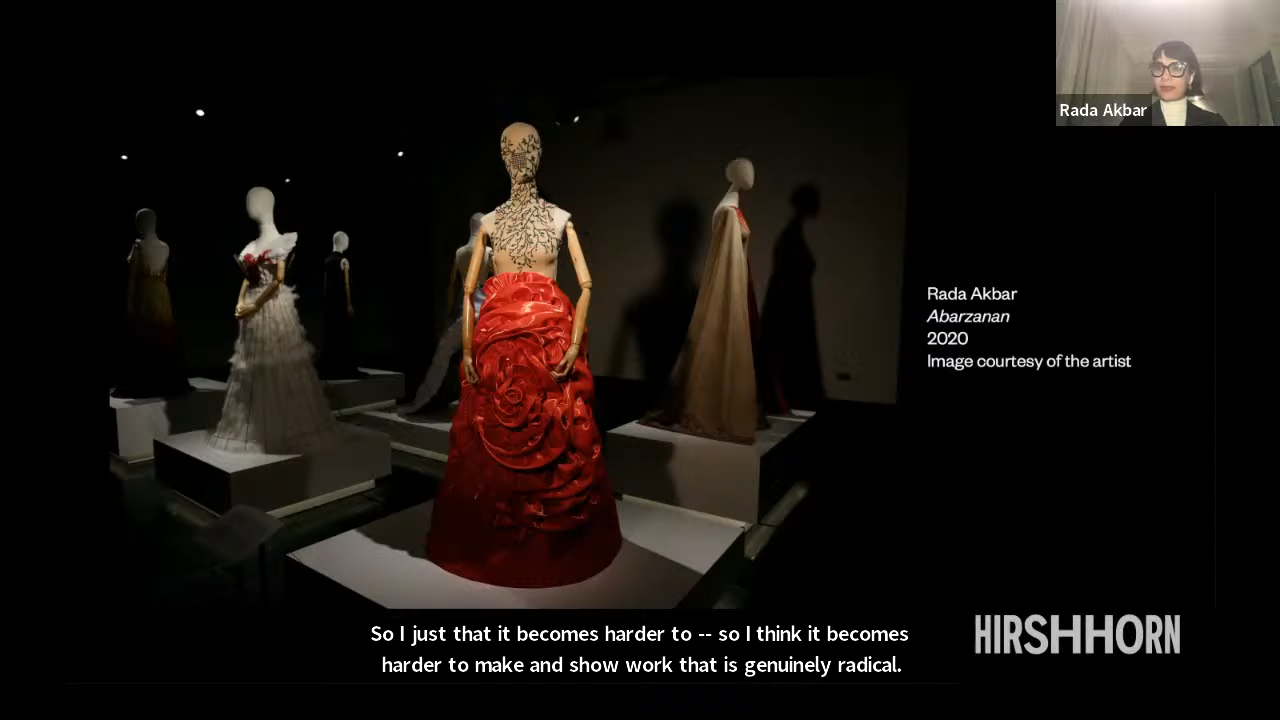 Rada Akbar
Rada Akbar
Abarzanan
2020
Image courtesy of the artist
So I just that it becomes harder to -- so I think it becomes
harder to make and show work that is genuinely radical.
HIRSHHORN